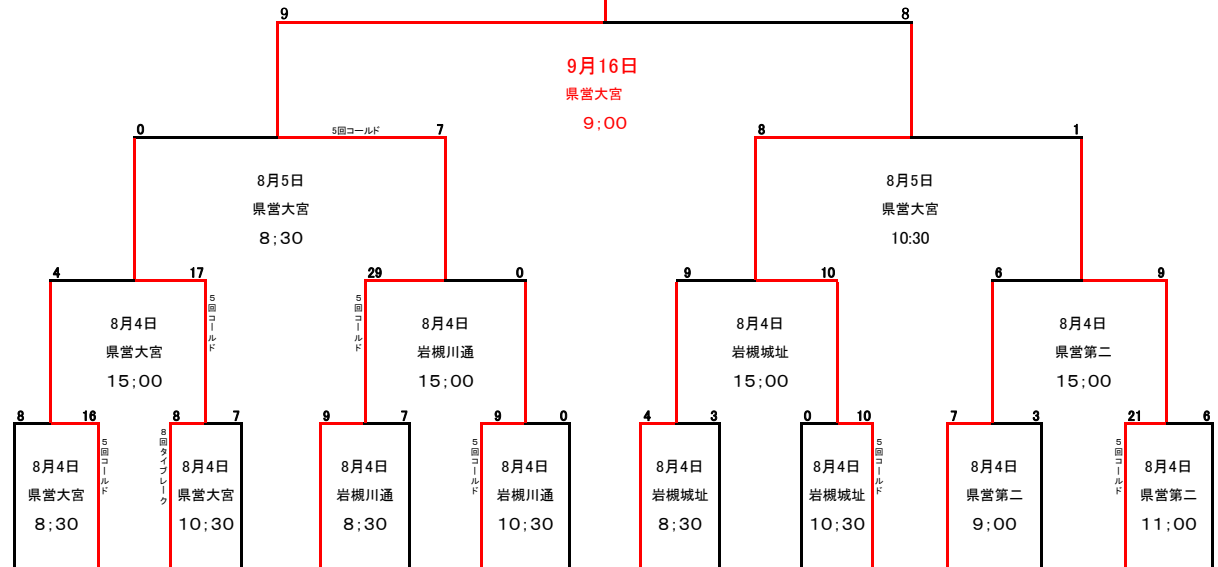 9 8
9月16日
県営大宮
9;00
0 5回コールド 7 8 1
8月5日 8月5日
県営大宮 県営大宮
8;30 10:30
4 17 29 0 9 10 6 9
5回コールド 5回コールド
8月4日 8月4日 8月4日 8月4日
県営大宮 岩槻川通 岩槻城址 県営第二
15;00 15;00 15;00 15;00
8 16 8 7 9 7 9 0 4 3 0 10 7 3 21 6
5回コールド 8回タイブレーク 5回コールド 5回コールド 5回コールド
8月4日 8月4日 8月4日 8月4日 8月4日 8月4日 8月4日 8月4日
県営大宮 県営大宮 岩槻川通 岩槻川通 岩槻城址 岩槻城址 県営第二 県営第二
8;30 10;30 8;30 10;30 8;30 10;30 9;00 11;00